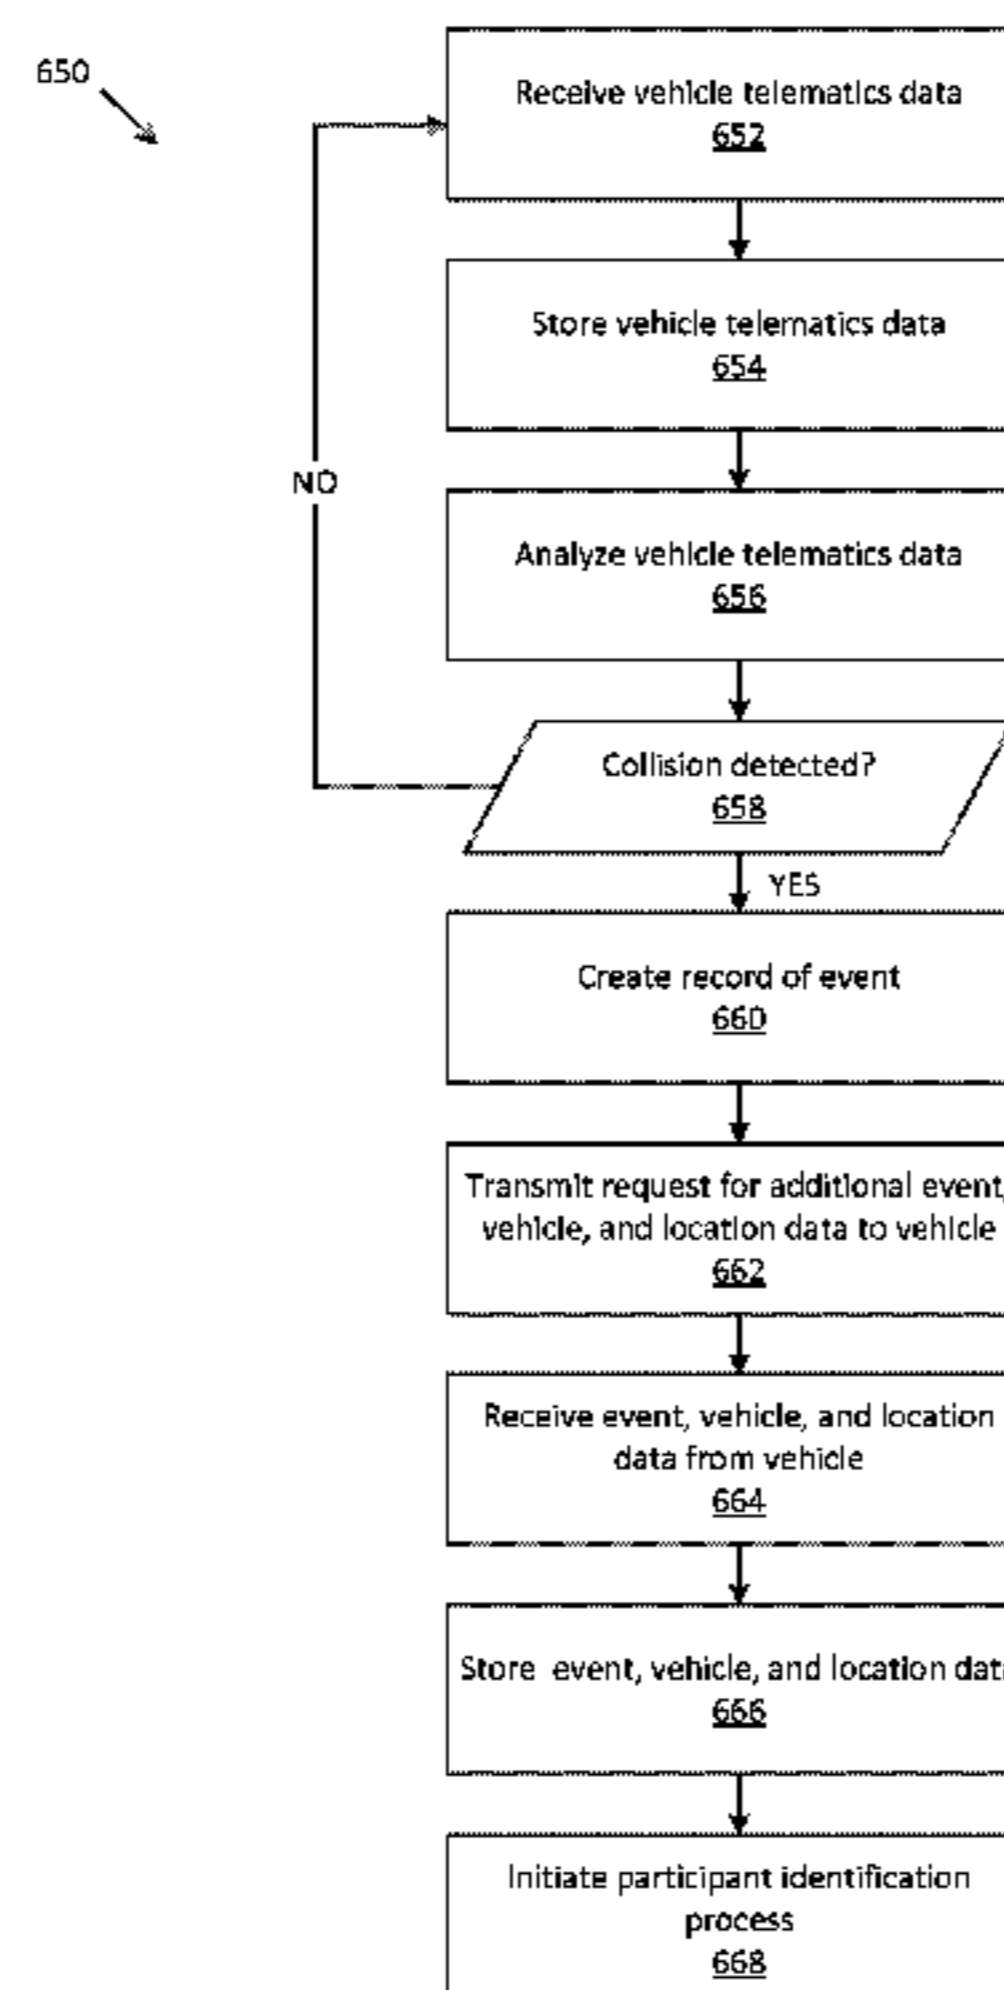 650
Receive vehicle telematics data
652
Store vehicle telematics data
654
NO
Analyze vehicle telematics data
656
Collision detected?
658
YES
Create record of event
660
Transmit request for additional event,
vehicle, and location data to vehicle
662
Receive event, vehicle, and location
data from vehicle
664
Store event, vehicle, and location data
666
Initiate participant identification
process
668